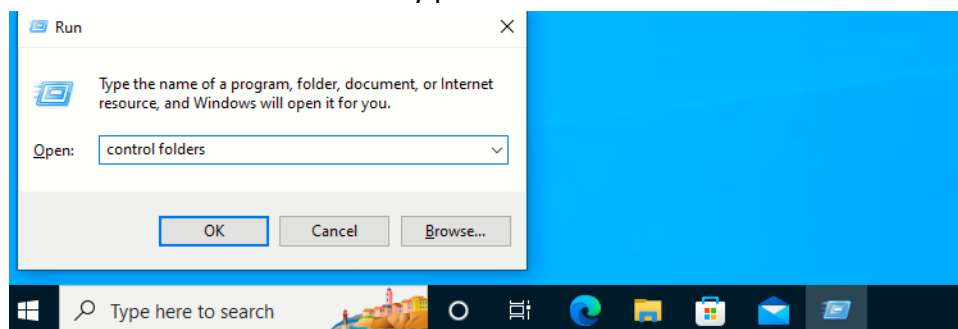 Run
Type the name of a program, folder, document, or Internet
resource, and Windows will open it for you.
Open: control folders
OK Cancel Browse...
Type here to search